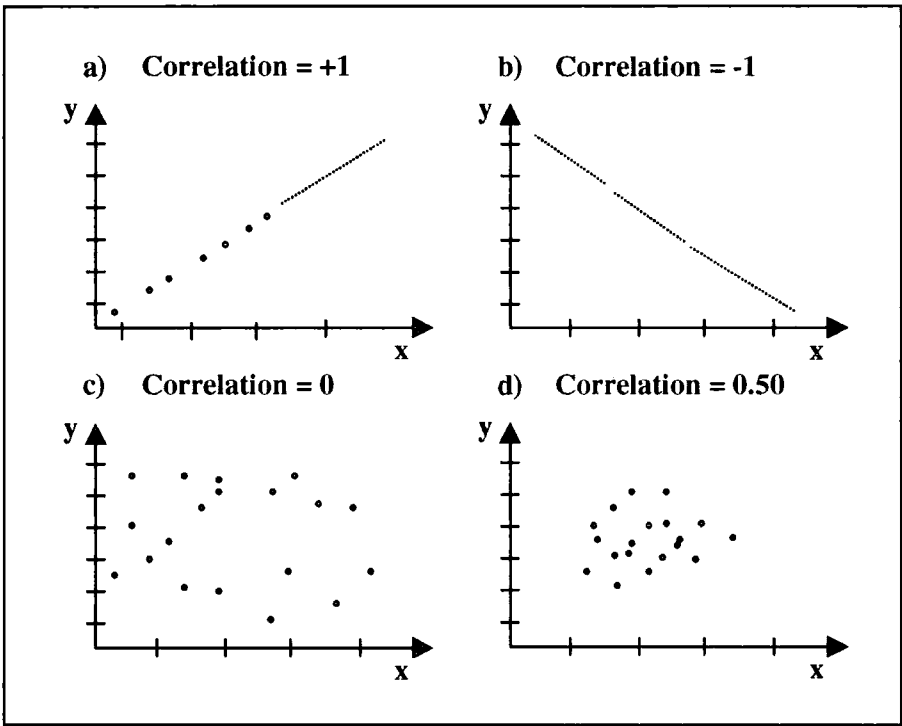 a) Correlation = +1
y
x
b) Correlation = -1
y
x
c) Correlation = 0
y
x
d) Correlation = 0.50
y
x